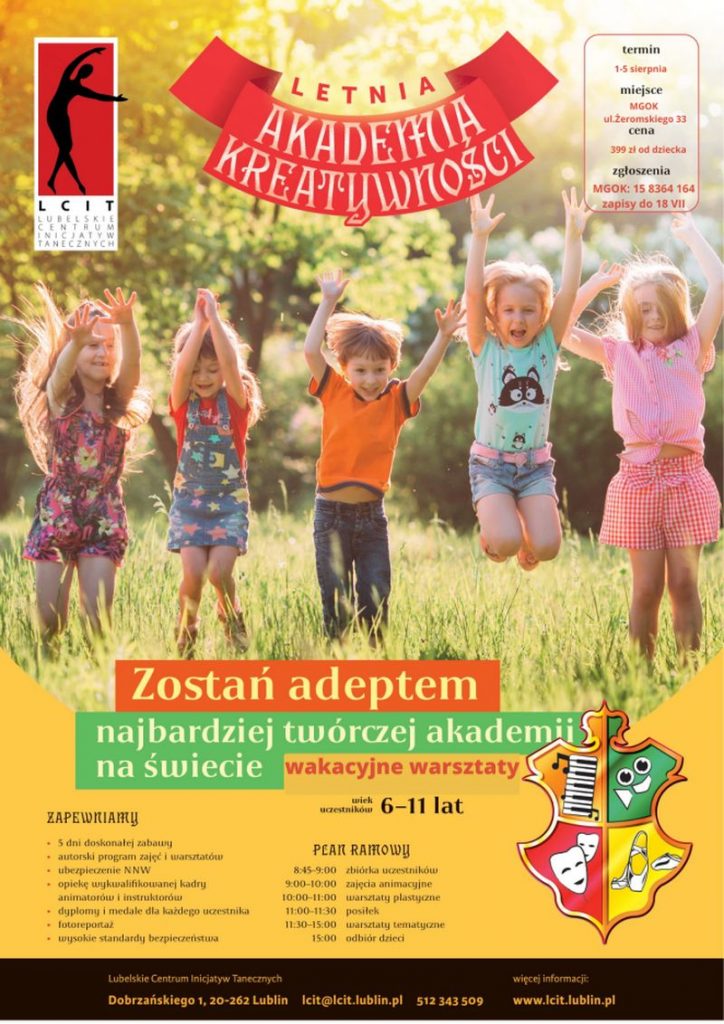 LCIT
LUBELSKIE
CENTRUM
INICJATYW
TANECZNYCH
LETNIA
AKADEMIA
KREATYWNOŚCI
termin
1-5 sierpnia
miejsce
MGOK
ul.Żeromskiego 33
cena
399 zł od dziecka
zgłoszenia
MGOK: 15 8364 164
zapisy do 18 VII
Zostań adeptem
najbardziej twórczej akademii
na świecie
wakacyjne warsztaty
wiek
uczestników 6–11 lat
ZAPEWNIAMY
• 5 dni doskonałej zabawy
• autorski program zajęć i warsztatów
• ubezpieczenie NNW
• opiekę wykwalifikowanej kadry
animatorów i instruktorów
• dyplomy i medale dla każdego uczestnika
• fotoreportaż
• wysokie standardy bezpieczeństwa
PLAN RAMOWY
8:45–9:00 zbiórka uczestników
9:00–10:00 zajęcia animacyjne
10:00–11:00 warsztaty plastyczne
11:00–11:30 posiłek
11:30–15:00 warsztaty tematyczne
15:00 odbiór dzieci
Lubelskie Centrum Inicjatyw Tanecznych
Dobrzańskiego 1, 20-262 Lublin lcit@lcit.lublin.pl 512 343 509
więcej informacji:
www.lcit.lublin.pl